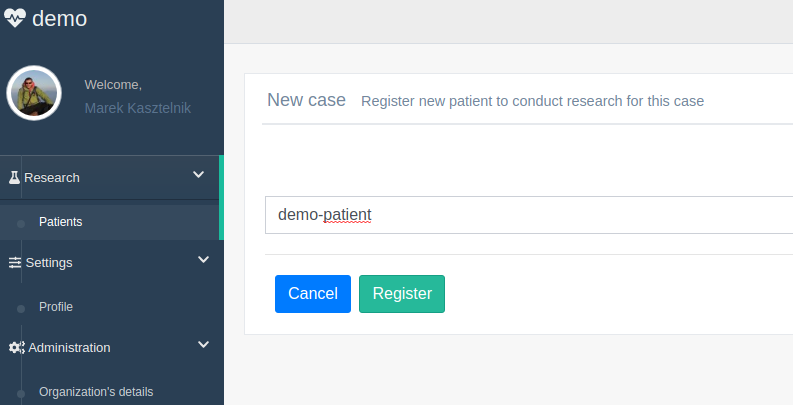 demo
Welcome,
Marek Kasztelnik
Research
Patients
Settings
Profile
Administration
Organization's details
New case Register new patient to conduct research for this case
demo-patient
Cancel Register